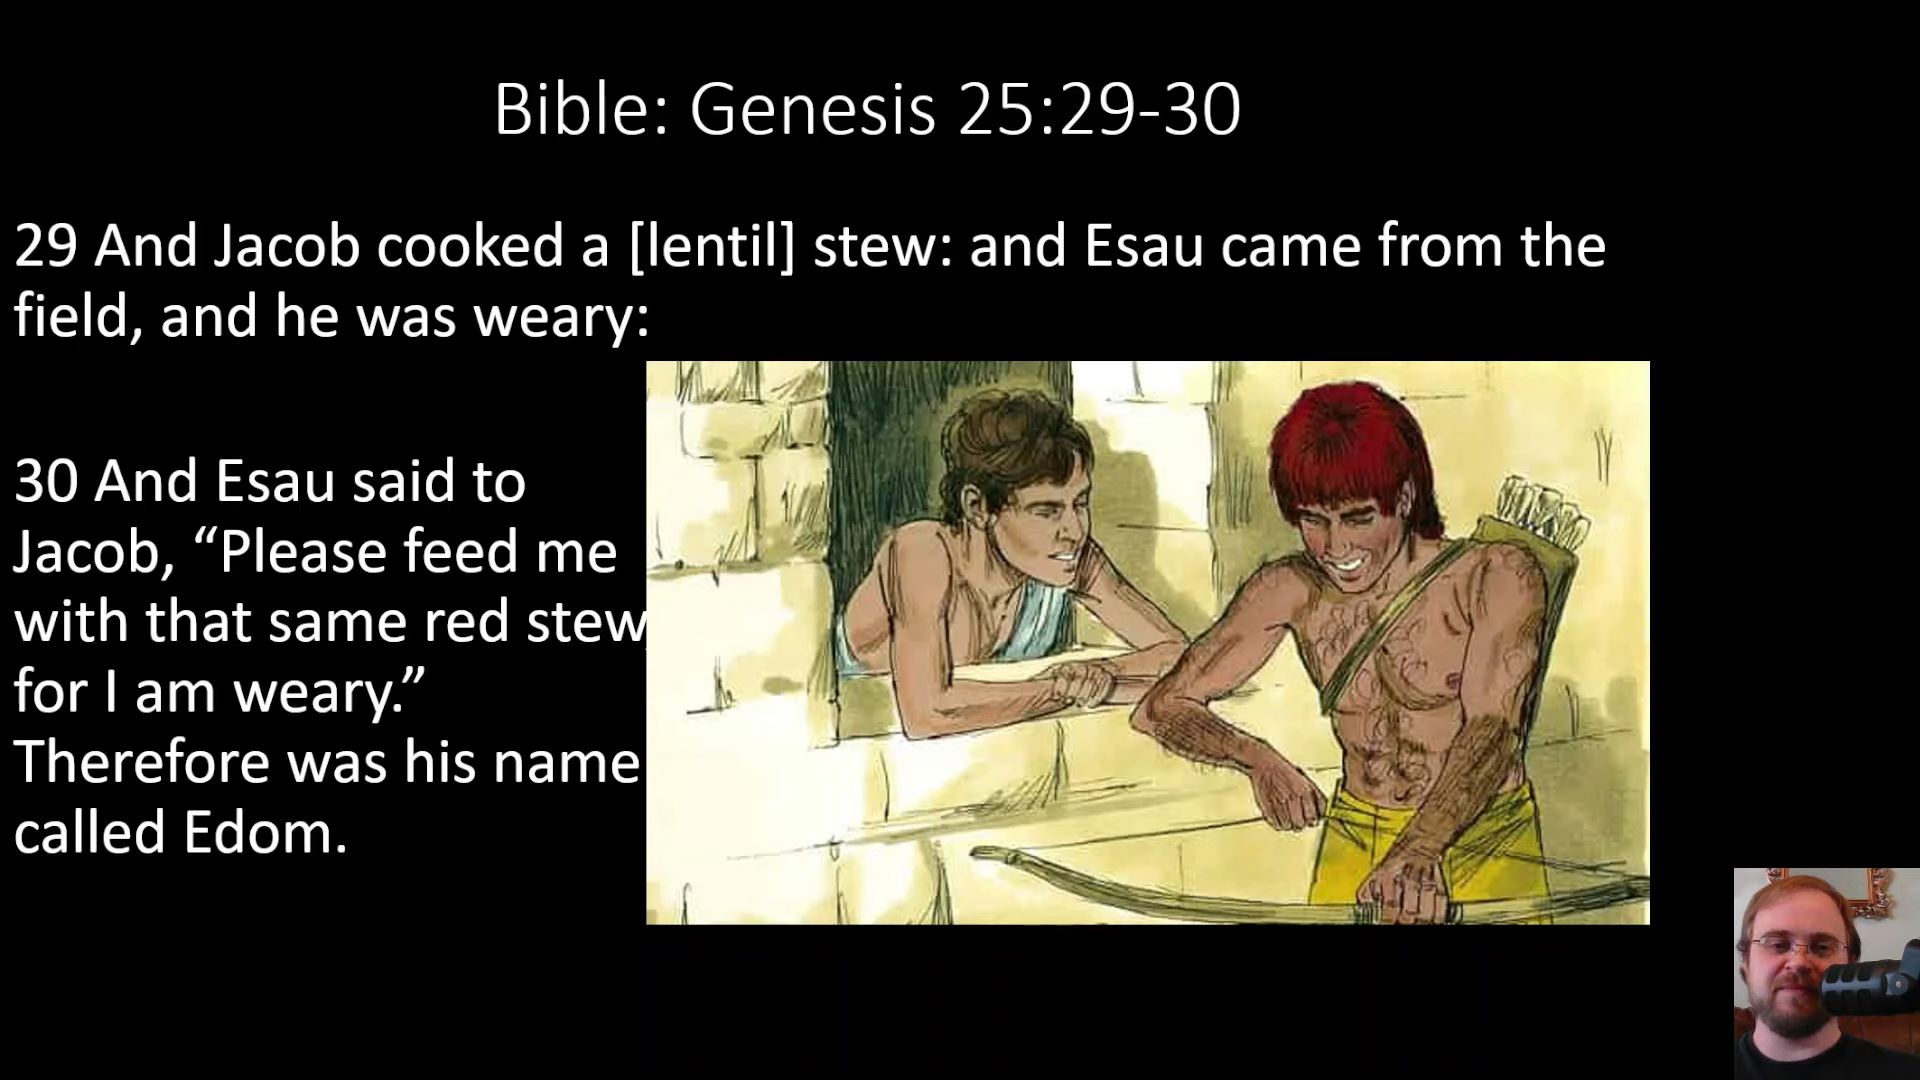 Bible: Genesis 25:29-30
29 And Jacob cooked a [lentil] stew: and Esau came from the
field, and he was weary:
30 And Esau said to
Jacob, “Please feed me
with that same red stew,
for I am weary.”
Therefore was his name
called Edom.